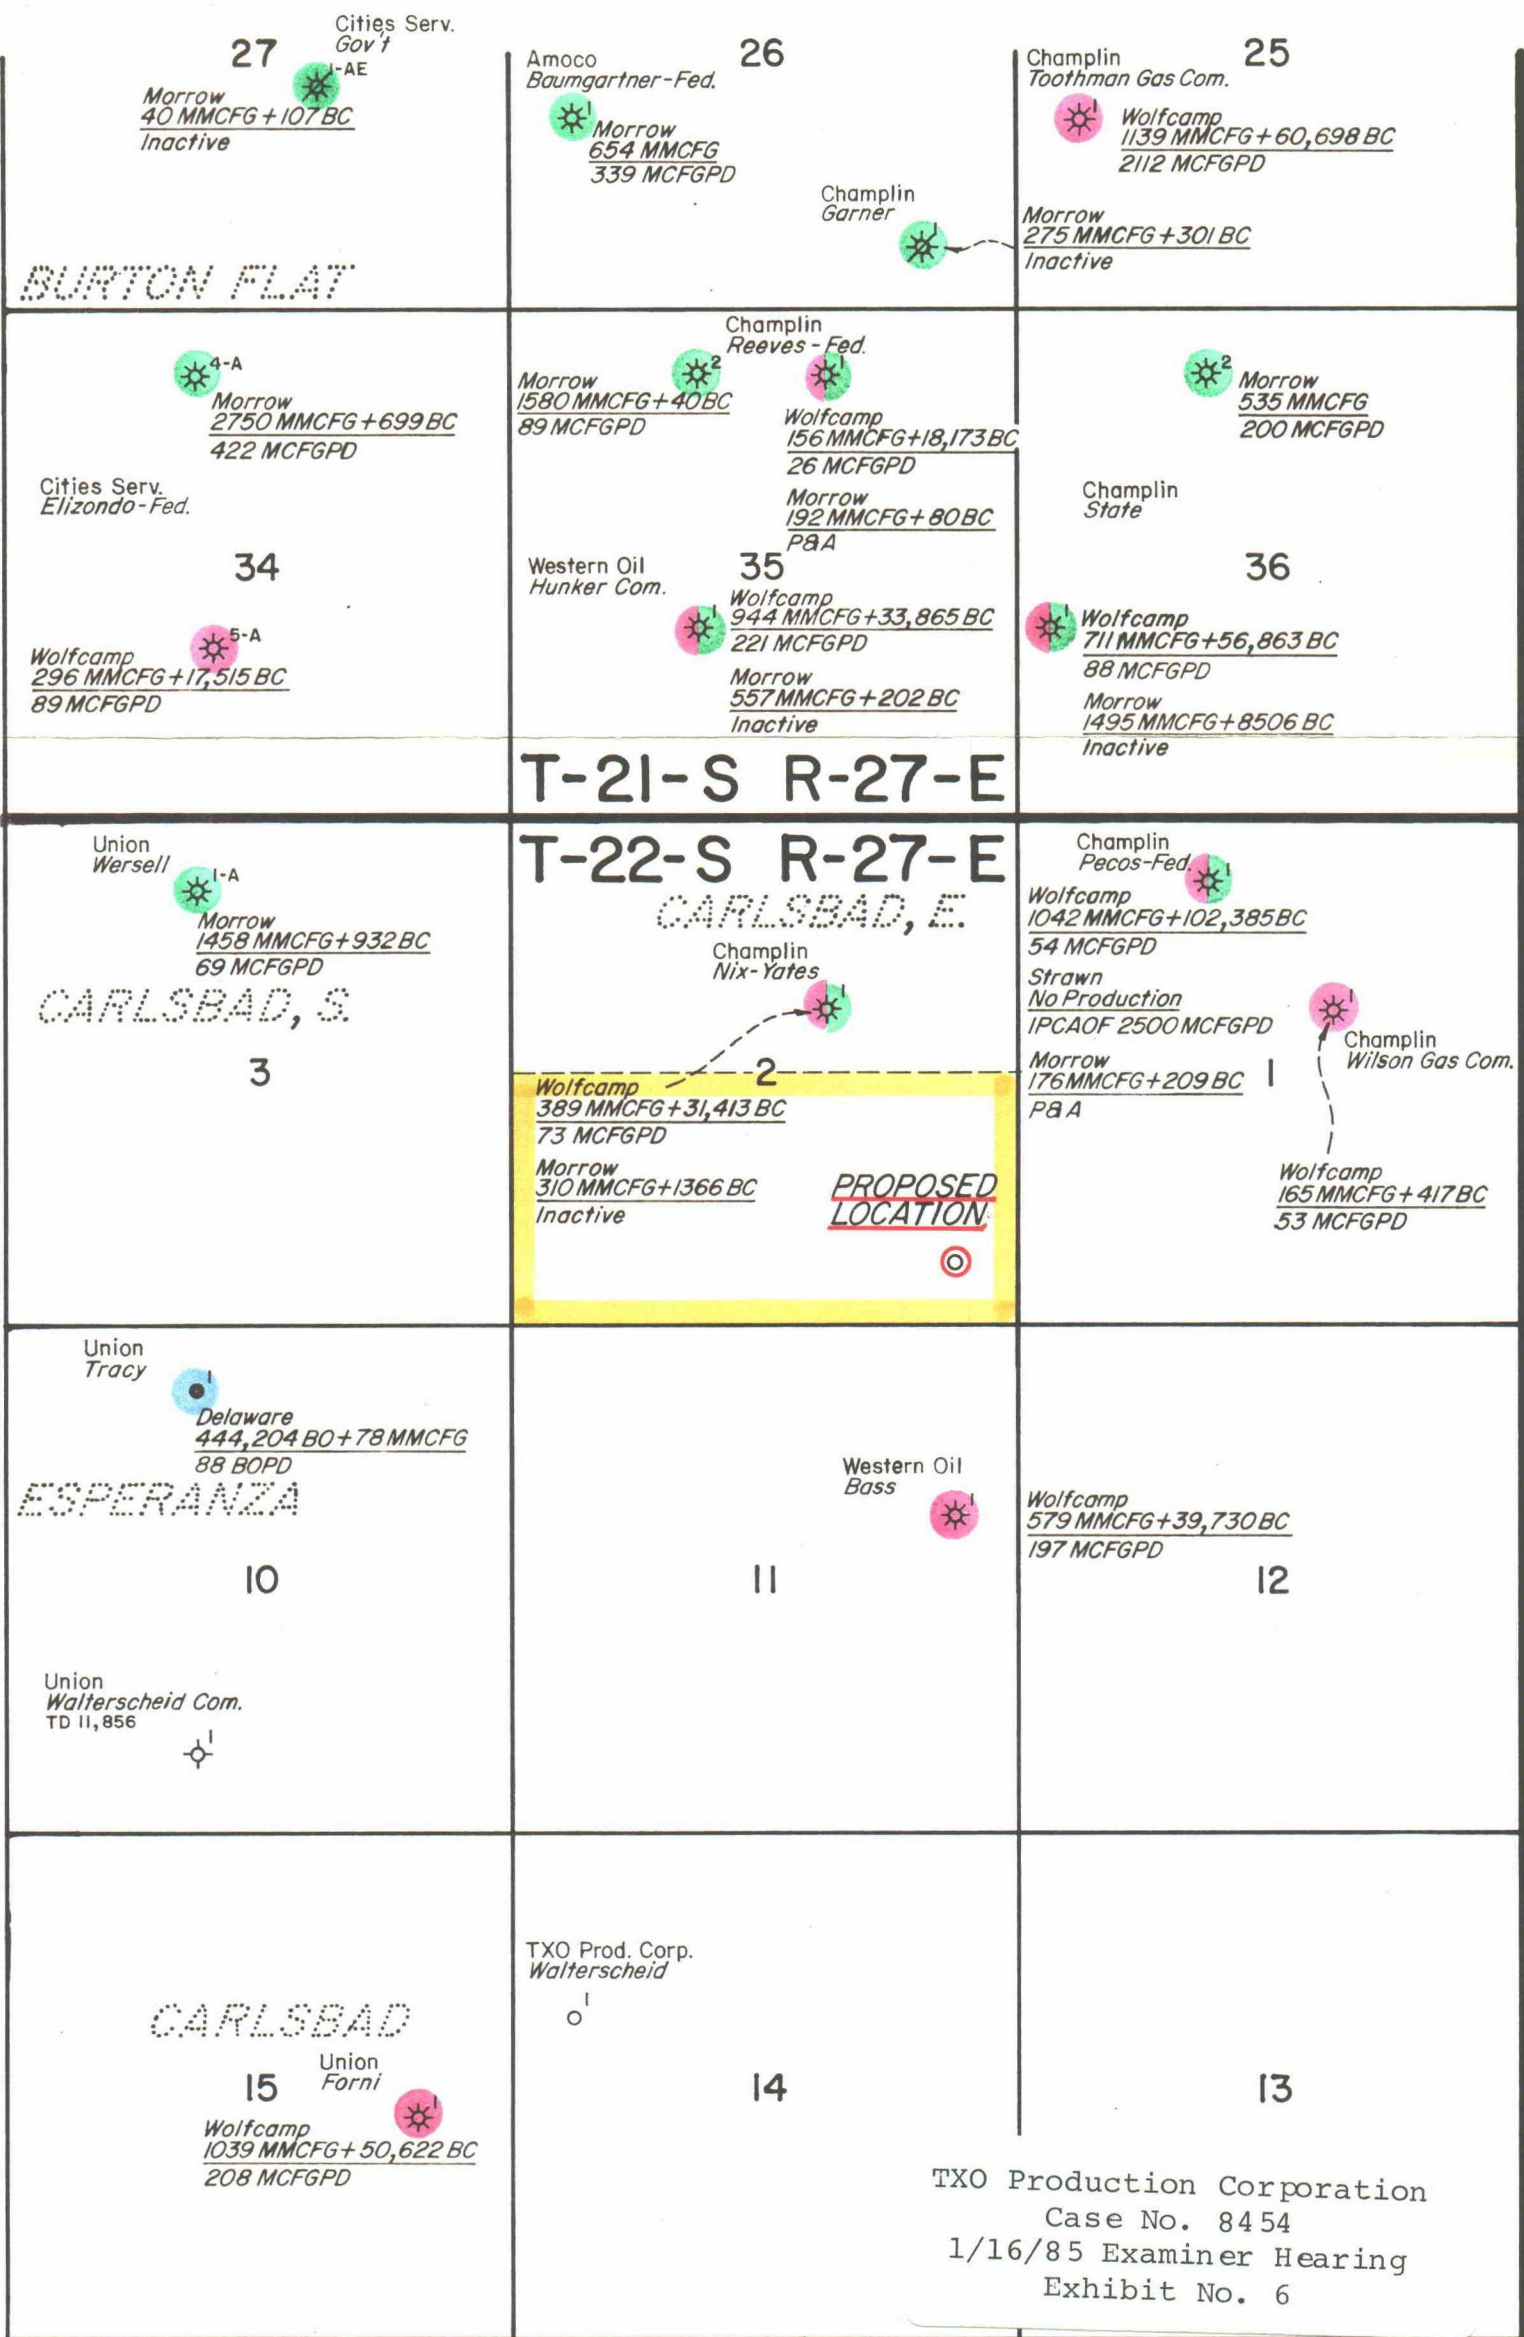 27
Cities Serv.
Gov't
1-AE
Morrow
40 MMCFG + 107 BC
Inactive
BURTON FLAT
26
Amoco
Baumgartner-Fed.
1
Morrow
654 MMCFG
339 MCFGPD
Champlin
Garner
1
25
Champlin
Toothman Gas Com.
1
Wolfcamp
1139 MMCFG+60,698 BC
2112 MCFGPD
Morrow
275 MMCFG+301 BC
Inactive
4-A
Morrow
2750 MMCFG+699 BC
422 MCFGPD
Cities Serv.
Elizondo-Fed.
34
5-A
Wolfcamp
296 MMCFG+17,515 BC
89 MCFGPD
Champlin
Reeves-Fed.
2
1
Morrow
1580 MMCFG+40 BC
89 MCFGPD
Wolfcamp
156 MMCFG+18,173 BC
26 MCFGPD
Morrow
192 MMCFG+80 BC
P&A
35
Western Oil
Hunker Com.
1
Wolfcamp
944 MMCFG+33,865 BC
221 MCFGPD
Morrow
557 MMCFG+202 BC
Inactive
2
Morrow
535 MMCFG
200 MCFGPD
Champlin
State
36
1
Wolfcamp
711 MMCFG+56,863 BC
88 MCFGPD
Morrow
1495 MMCFG+8506 BC
Inactive
T-21-S R-27-E
T-22-S R-27-E
Union
Wersell
1-A
Morrow
1458 MMCFG+932 BC
69 MCFGPD
CARLSBAD, S.
3
CARLSBAD, E.
Champlin
Nix-Yates
1
2
Wolfcamp
389 MMCFG+31,413 BC
73 MCFGPD
Morrow
310 MMCFG+1366 BC
Inactive
PROPOSED
LOCATION
Champlin
Pecos-Fed.
1
Wolfcamp
1042 MMCFG+102,385 BC
54 MCFGPD
Strawn
No Production
IPCAOF 2500 MCFGPD
Morrow
176 MMCFG+209 BC
P&A
1
1
Champlin
Wilson Gas Com.
Wolfcamp
165 MMCFG+417 BC
53 MCFGPD
Union
Tracy
1
Delaware
444,204 BO+78 MMCFG
88 BOPD
ESPERANZA
10
Union
Walterscheid Com.
TD 11,856
1
Western Oil
Bass
1
11
Wolfcamp
579 MMCFG+39,730 BC
197 MCFGPD
12
CARLSBAD
15
Union
Forni
1
Wolfcamp
1039 MMCFG+50,622 BC
208 MCFGPD
TXO Prod. Corp.
Walterscheid
1
14
13
TXO Production Corporation
Case No. 8454
1/16/85 Examiner Hearing
Exhibit No. 6